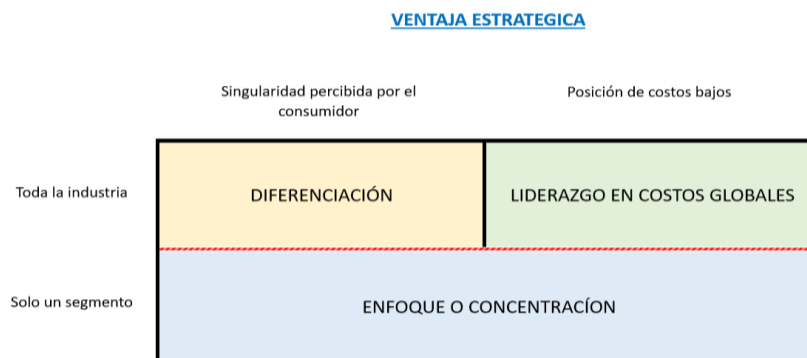 VENTAJA ESTRATEGICA
Singularidad percibida por el
consumidor
Posición de costos bajos
Toda la industria
DIFERENCIACIÓN
LIDERAZGO EN COSTOS GLOBALES
Solo un segmento
ENFOQUE O CONCENTRACÍON